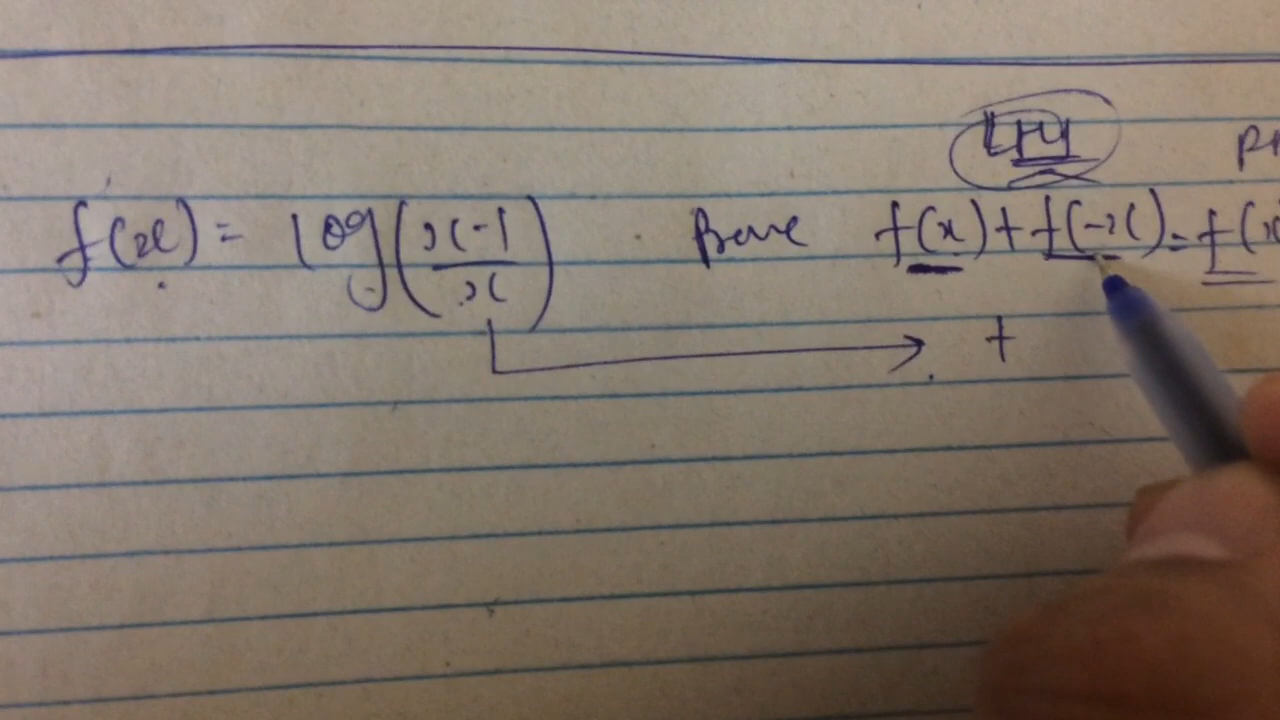 LHS
f(x) = log(x-1/x) Prove f(x)+f(-x)=f(x
+